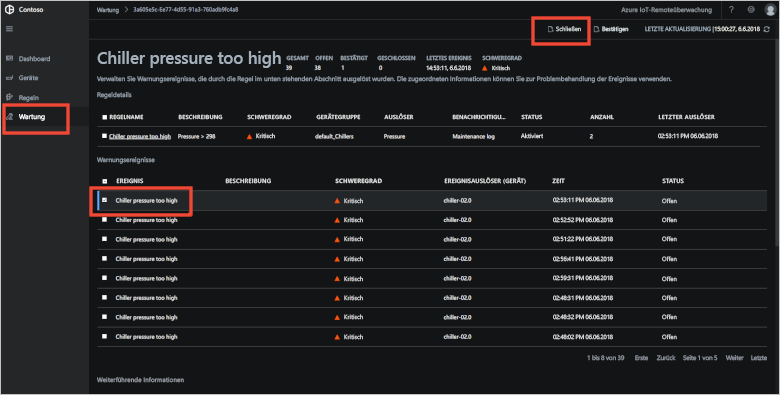 Contoso
Wartung > 3a605e5c-6e77-4d55-91a3-760adb9fc4a8
Azure IoT-Remoteüberwachung
Schließen Bestätigen LETZTE AKTUALISIERUNG |15:00:27, 6.6.2018
Dashboard
Geräte
Regeln
Wartung
Chiller pressure too high
GESAMT OFFEN BESTÄTIGT GESCHLOSSEN LETZTES EREIGNIS SCHWEREGRAD
39 38 1 0 14:53:11, 6.6.2018 Kritisch
Verwalten Sie Warnungsereignisse, die durch die Regel im unten stehenden Abschnitt ausgelöst wurden. Die zugeordneten Informationen können Sie zur Problembehandlung der Ereignisse verwenden.
Regeldetails
REGELNAME BESCHREIBUNG SCHWEREGRAD GERÄTEGRUPPE AUSLÖSER BENACHRICHTIGU... STATUS ANZAHL LETZTER AUSLÖSER
Chiller pressure too high Pressure > 298 Kritisch default_Chillers Pressure Maintenance log Aktiviert 2 02:53:11 PM 06.06.2018
Warnungsereignisse
EREIGNIS BESCHREIBUNG SCHWEREGRAD EREIGNISAUSLÖSER (GERÄT) ZEIT STATUS
Chiller pressure too high Kritisch chiller-02.0 02:53:11 PM 06.06.2018 Offen
Chiller pressure too high Kritisch chiller-02.0 02:52:52 PM 06.06.2018 Offen
Chiller pressure too high Kritisch chiller-02.0 02:51:22 PM 06.06.2018 Offen
Chiller pressure too high Kritisch chiller-02.0 02:56:41 PM 06.06.2018 Offen
Chiller pressure too high Kritisch chiller-02.0 02:59:31 PM 06.06.2018 Offen
Chiller pressure too high Kritisch chiller-02.0 02:48:31 PM 06.06.2018 Offen
Chiller pressure too high Kritisch chiller-02.0 02:48:32 PM 06.06.2018 Offen
Chiller pressure too high Kritisch chiller-02.0 02:48:02 PM 06.06.2018 Offen
1 bis 8 von 39 Erste Zurück Seite 1 von 5 Weiter Letzte
Weiterführende Informationen